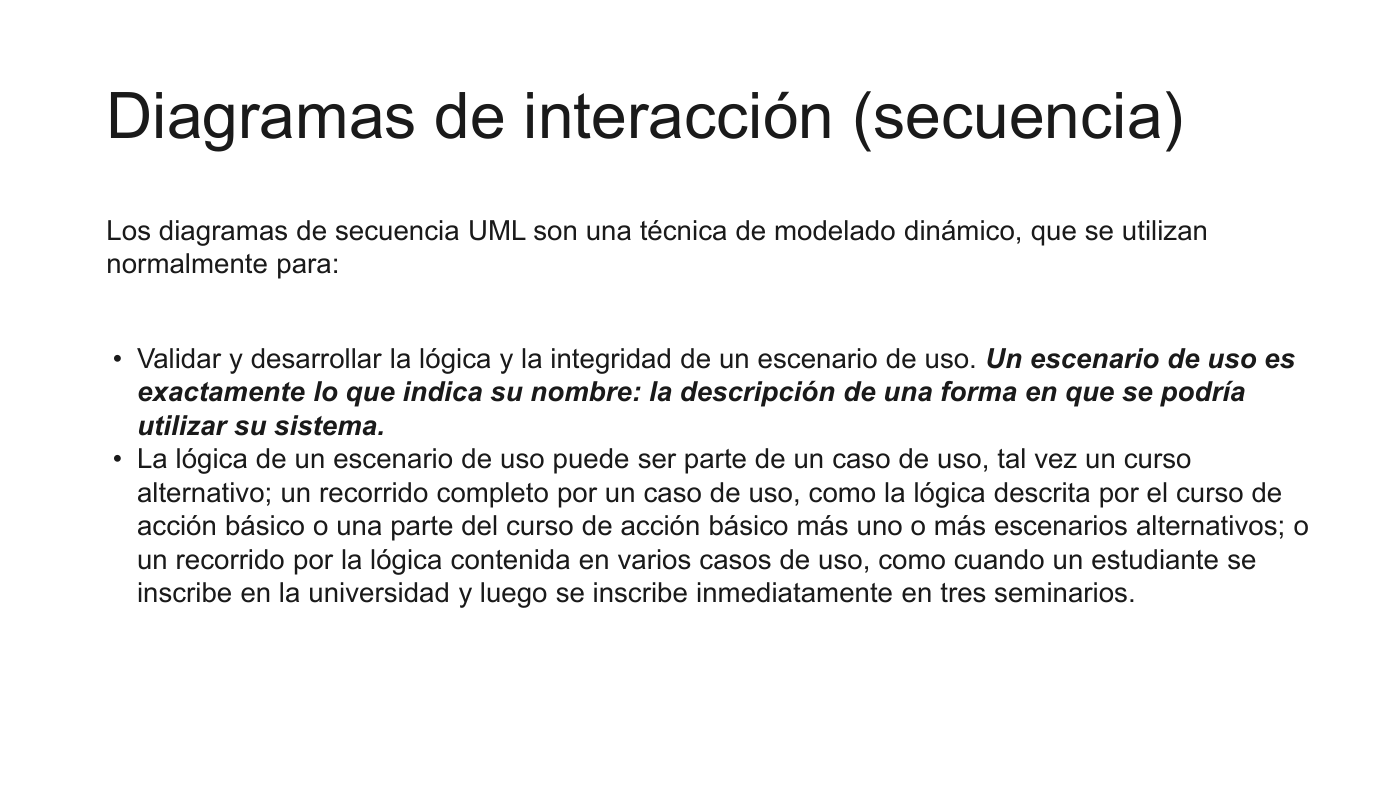 Diagramas de interacción (secuencia)
Los diagramas de secuencia UML son una técnica de modelado dinámico, que se utilizan
normalmente para:
• Validar y desarrollar la lógica y la integridad de un escenario de uso. Un escenario de uso es
exactamente lo que indica su nombre: la descripción de una forma en que se podría
utilizar su sistema.
• La lógica de un escenario de uso puede ser parte de un caso de uso, tal vez un curso
alternativo; un recorrido completo por un caso de uso, como la lógica descrita por el curso de
acción básico o una parte del curso de acción básico más uno o más escenarios alternativos; o
un recorrido por la lógica contenida en varios casos de uso, como cuando un estudiante se
inscribe en la universidad y luego se inscribe inmediatamente en tres seminarios.